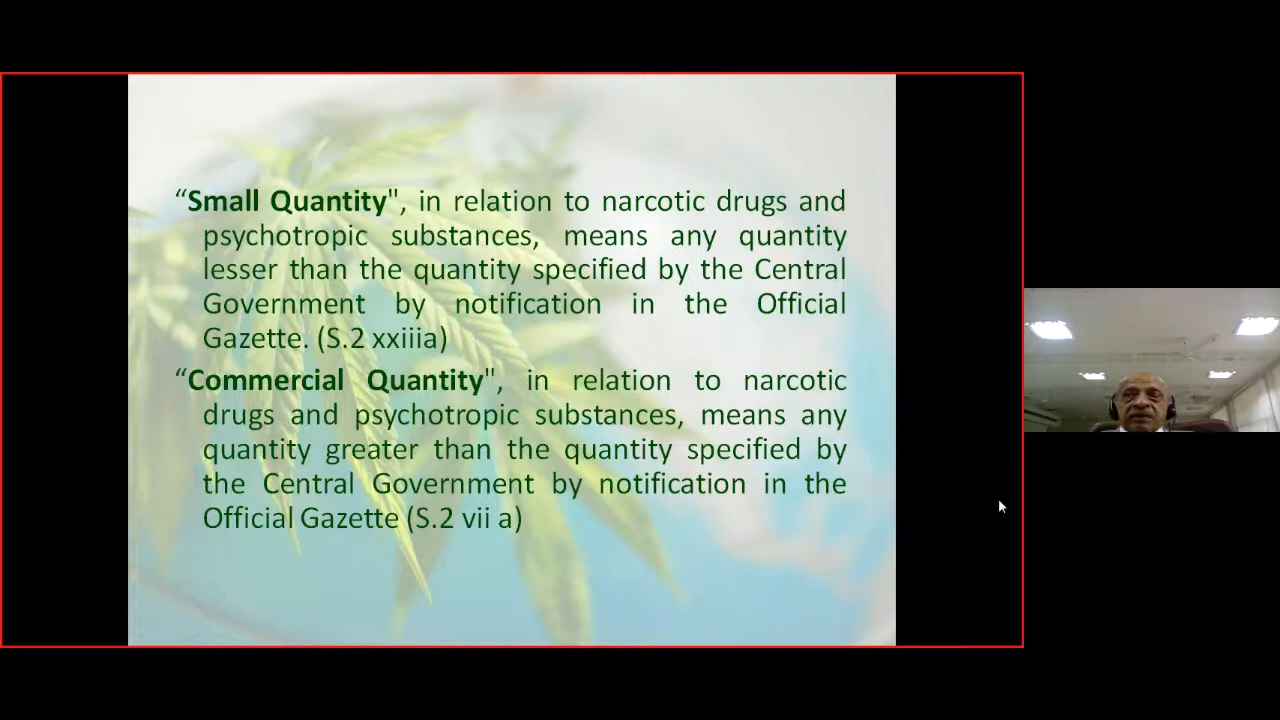 “Small Quantity", in relation to narcotic drugs and
psychotropic substances, means any quantity
lesser than the quantity specified by the Central
Government by notification in the Official
Gazette. (S.2 xxiiia)
“Commercial Quantity", in relation to narcotic
drugs and psychotropic substances, means any
quantity greater than the quantity specified by
the Central Government by notification in the
Official Gazette (S.2 vii a)